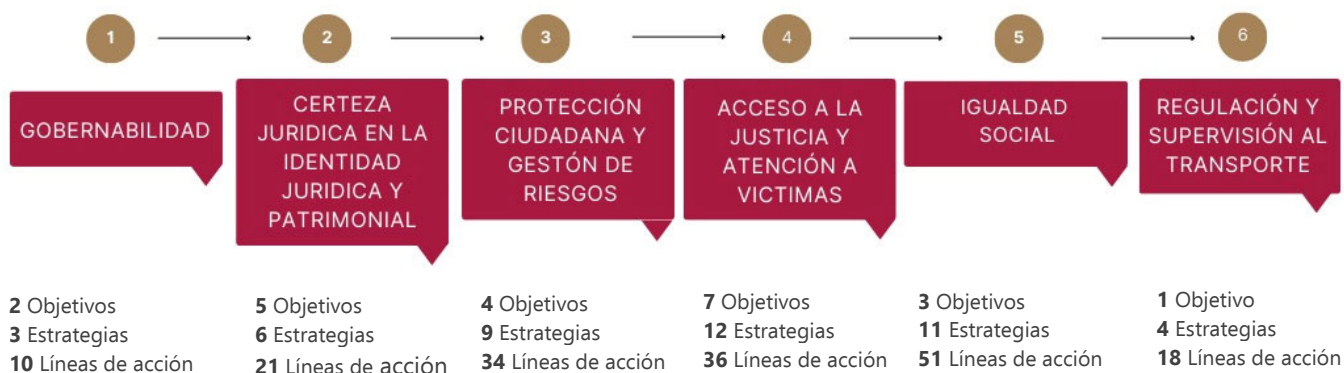 1
2
3
4
5
6
GOBERNABILIDAD
CERTEZA
JURIDICA EN LA
IDENTIDAD
JURIDICA Y
PATRIMONIAL
PROTECCIÓN
CIUDADANA Y
GESTÓN DE
RIESGOS
ACCESO A LA
JUSTICIA Y
ATENCIÓN A
VICTIMAS
IGUALDAD
SOCIAL
REGULACIÓN Y
SUPERVISIÓN AL
TRANSPORTE
2 Objetivos
3 Estrategias
10 Líneas de acción
5 Objetivos
6 Estrategias
21 Líneas de acción
4 Objetivos
9 Estrategias
34 Líneas de acción
7 Objetivos
12 Estrategias
36 Líneas de acción
3 Objetivos
11 Estrategias
51 Líneas de acción
1 Objetivo
4 Estrategias
18 Líneas de acción